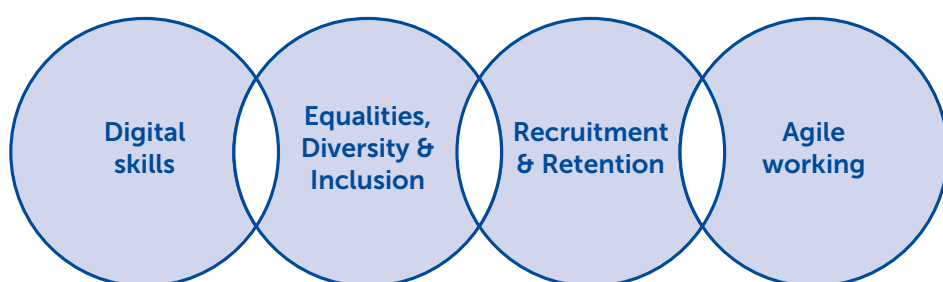 Digital
skills
Equalities,
Diversity &
Inclusion
Recruitment
& Retention
Agile
working